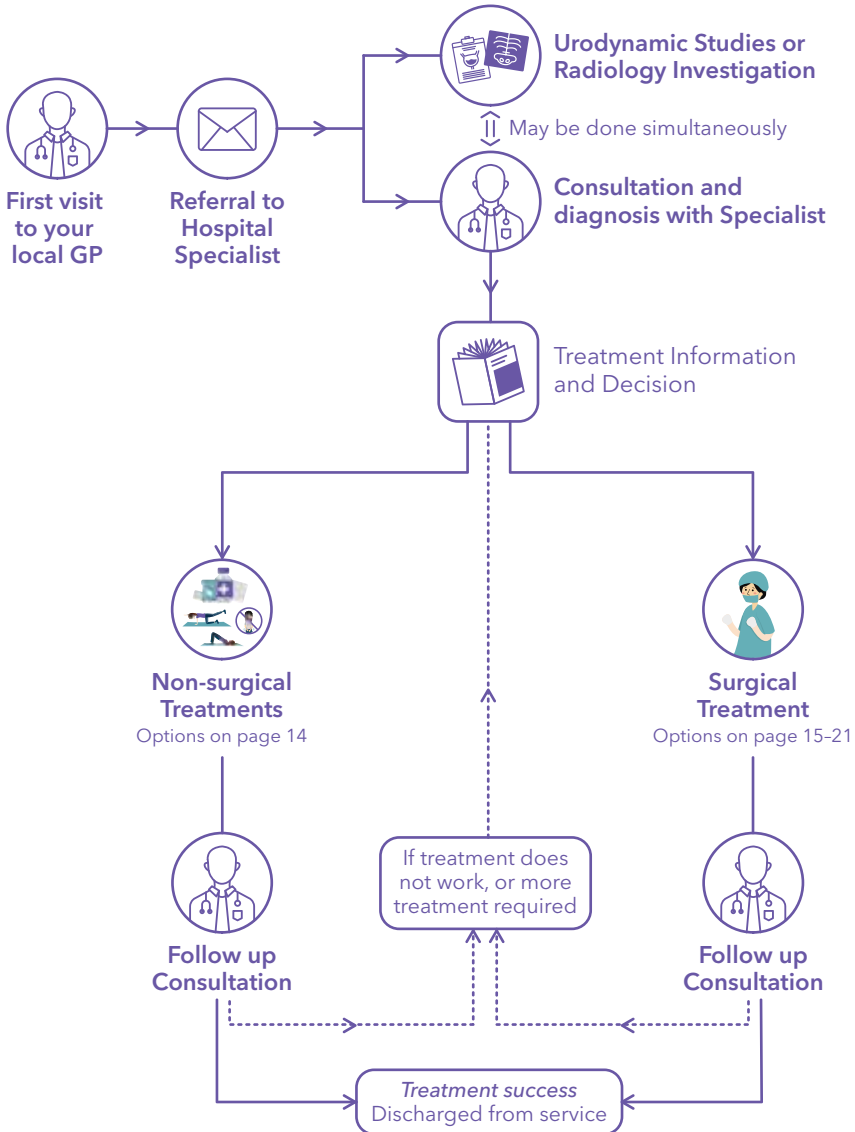 Urodynamic Studies or
Radiology Investigation
May be done simultaneously
First visit
to your
local GP
Referral to
Hospital
Specialist
Consultation and
diagnosis with Specialist
Treatment Information
and Decision
Non-surgical
Treatments
Options on page 14
Surgical
Treatment
Options on page 15–21
If treatment does
not work, or more
treatment required
Follow up
Consultation
Follow up
Consultation
Treatment success
Discharged from service